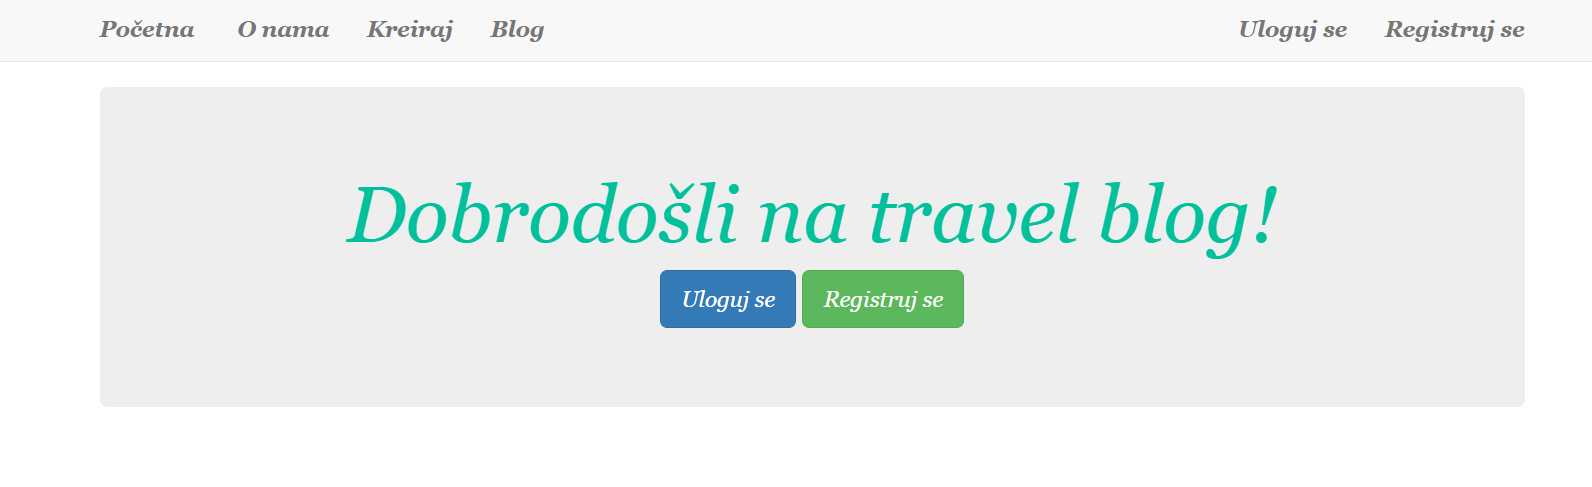 Početna O nama Kreiraj Blog Uloguj se Registruj se
Dobrodošli na travel blog!
Uloguj se Registruj se